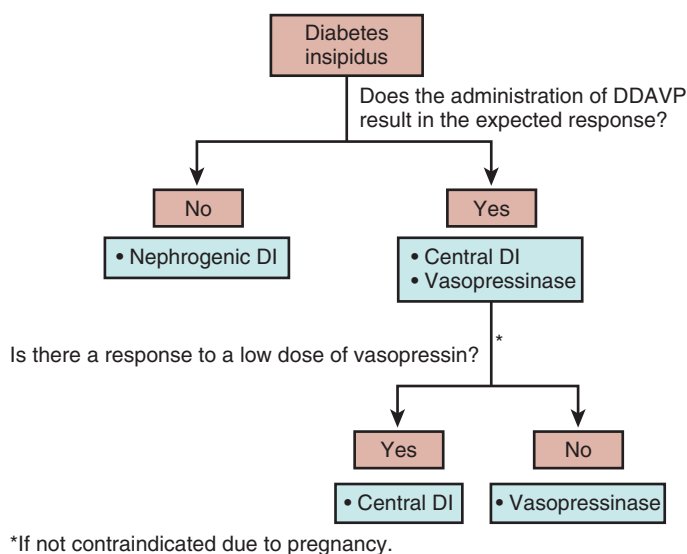 Diabetes
insipidus
Does the administration of DDAVP
result in the expected response?
No
Yes
• Nephrogenic DI
• Central DI
• Vasopressinase
*
Is there a response to a low dose of vasopressin?
Yes
No
• Central DI
• Vasopressinase
*If not contraindicated due to pregnancy.